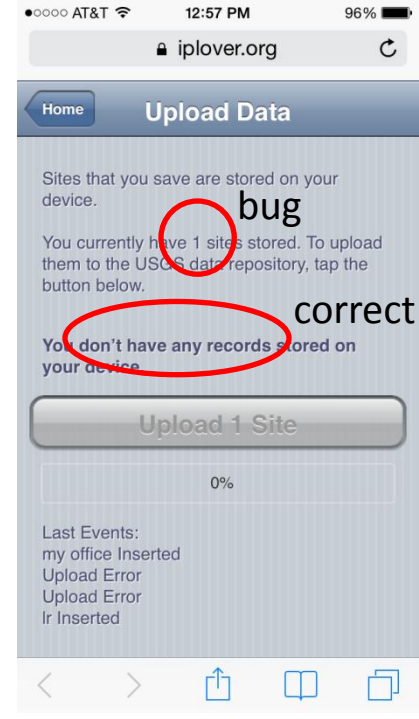 AT&T 12:57 PM 96%
iplover.org
Home Upload Data
Sites that you save are stored on your
device.
bug
You currently have 1 sites stored. To upload
them to the USGS data repository, tap the
button below.
correct
You don't have any records stored on
your device
Upload 1 Site
0%
Last Events:
my office Inserted
Upload Error
Upload Error
lr Inserted